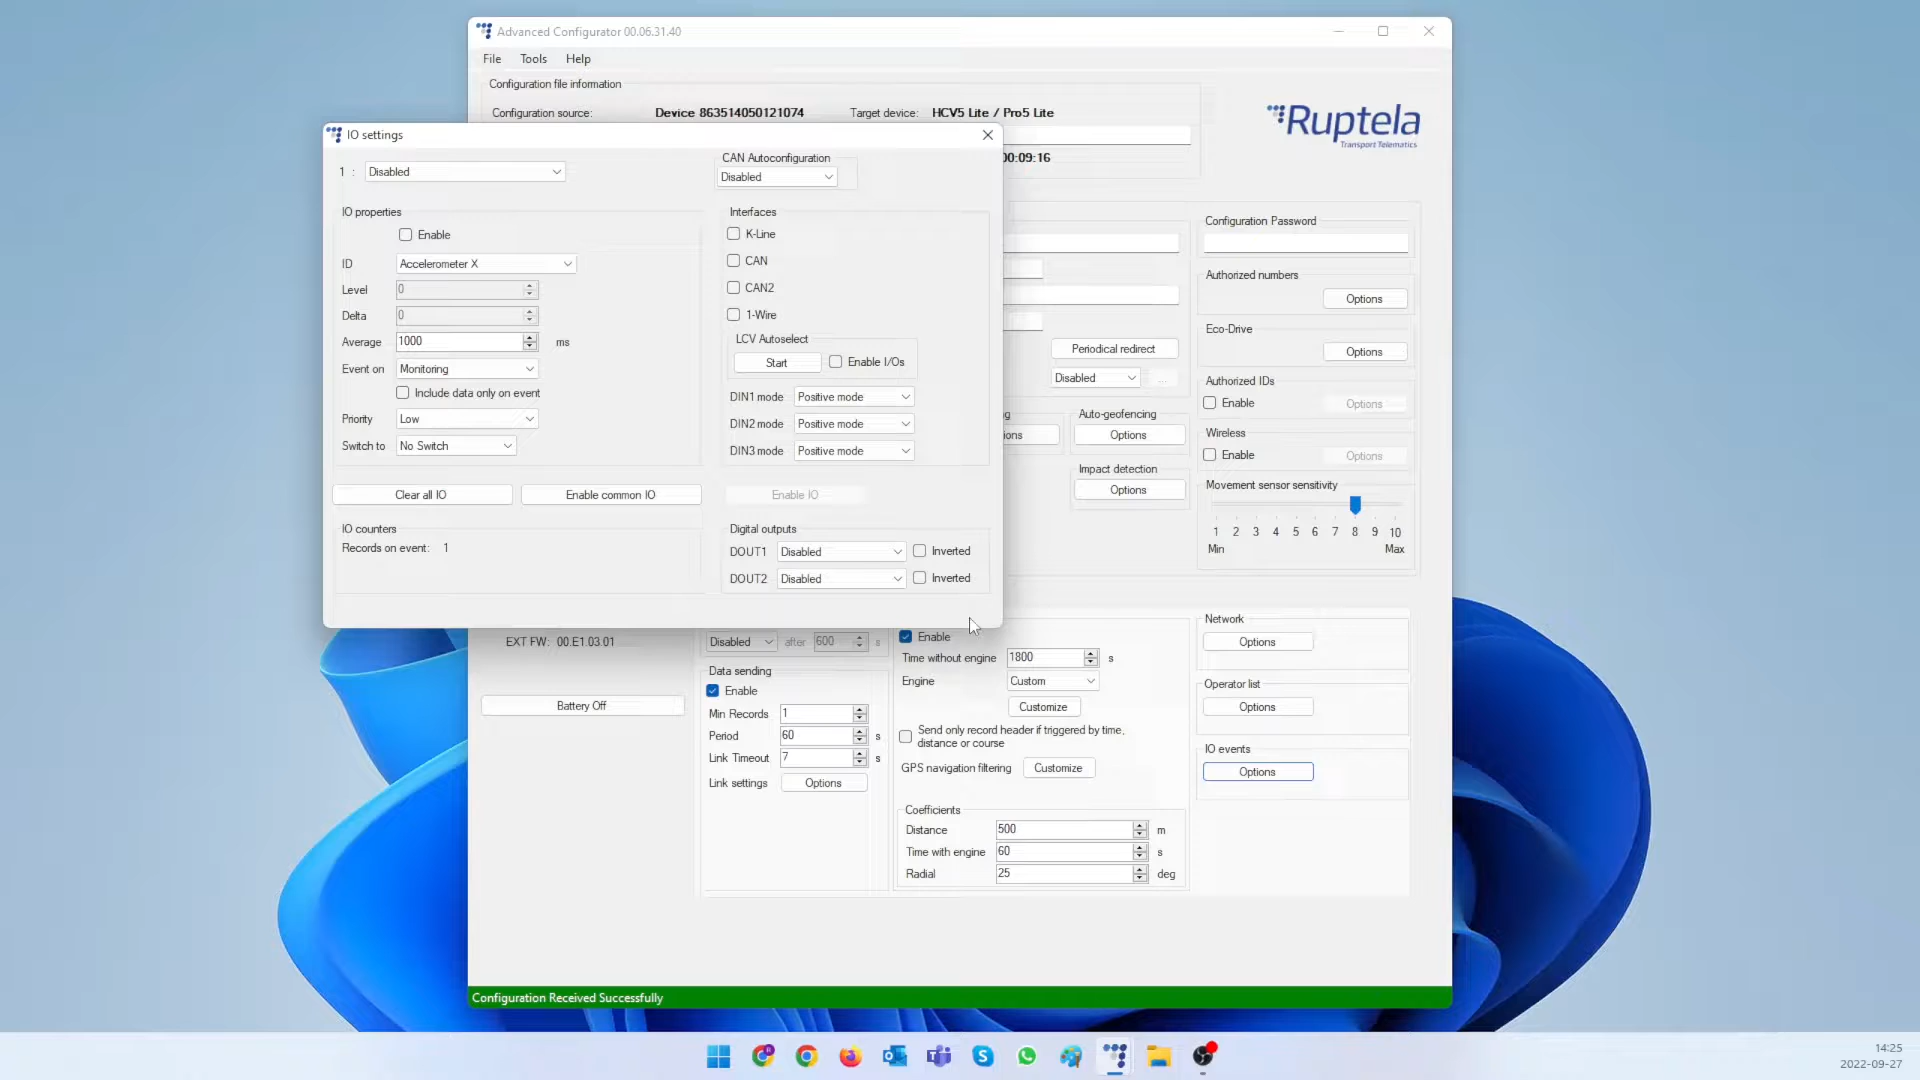 Advanced Configurator 00.06.31.40
File Tools Help
Configuration file information
Configuration source: Device 863514050121074 Target device: HCV5 Lite / Pro5 Lite
Ruptela
Transport Telematics
00:09:16
IO settings
1 : Disabled
CAN Autoconfiguration
Disabled
IO properties
Enable
ID Accelerometer X
Level 0
Delta 0
Average 1000 ms
Event on Monitoring
Include data only on event
Priority Low
Switch to No Switch
Interfaces
K-Line
CAN
CAN2
1-Wire
LCV Autoselect
Start Enable I/Os
DIN1 mode Positive mode
DIN2 mode Positive mode
DIN3 mode Positive mode
Clear all IO Enable common IO Enable IO
IO counters
Records on event: 1
Digital outputs
DOUT1 Disabled Inverted
DOUT2 Disabled Inverted
Periodical redirect
Disabled ...
g
ions
Auto-geofencing
Options
Impact detection
Options
Configuration Password
Authorized numbers
Options
Eco-Drive
Options
Authorized IDs
Enable Options
Wireless
Enable Options
Movement sensor sensitivity
1 2 3 4 5 6 7 8 9 10
Min Max
EXT FW: 00.E1.03.01
Battery Off
Disabled after 600 s
Data sending
Enable
Min Records 1
Period 60 s
Link Timeout 7 s
Link settings Options
Enable
Time without engine 1800 s
Engine Custom
Customize
Send only record header if triggered by time,
distance or course
GPS navigation filtering Customize
Coefficients
Distance 500 m
Time with engine 60 s
Radial 25 deg
Network
Options
Operator list
Options
IO events
Options
Configuration Received Successfully
14:25
2022-09-27